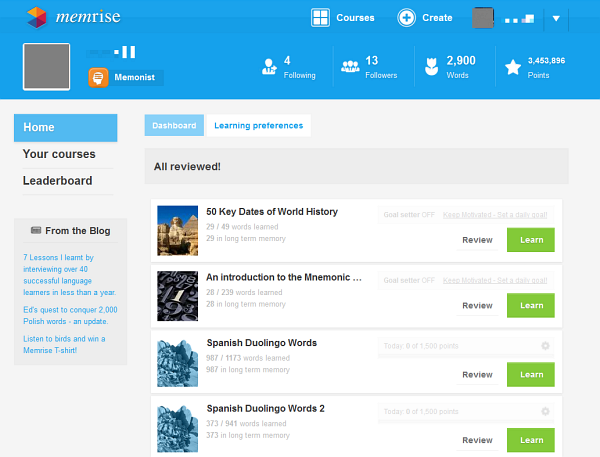 memrise
Courses
Create
4
Following
13
Followers
2,900
Words
3,453,896
Points
Memonist
Home
Your courses
Leaderboard
From the Blog
7 Lessons I learnt by
interviewing over 40
successful language
learners in less than a year.
Ed's quest to conquer 2,000
Polish words - an update.
Listen to birds and win a
Memrise T-shirt!
Dashboard
Learning preferences
All reviewed!
50 Key Dates of World History
29 / 49 words learned
29 in long term memory
Goal setter OFF Keep Motivated - Set a daily goal!
Review
Learn
An introduction to the Mnemonic ...
28 / 239 words learned
28 in long term memory
Goal setter OFF Keep Motivated - Set a daily goal!
Review
Learn
Spanish Duolingo Words
987 / 1173 words learned
987 in long term memory
Today: 0 of 1,500 points
Review
Learn
Spanish Duolingo Words 2
373 / 941 words learned
373 in long term memory
Today: 0 of 1,500 points
Review
Learn